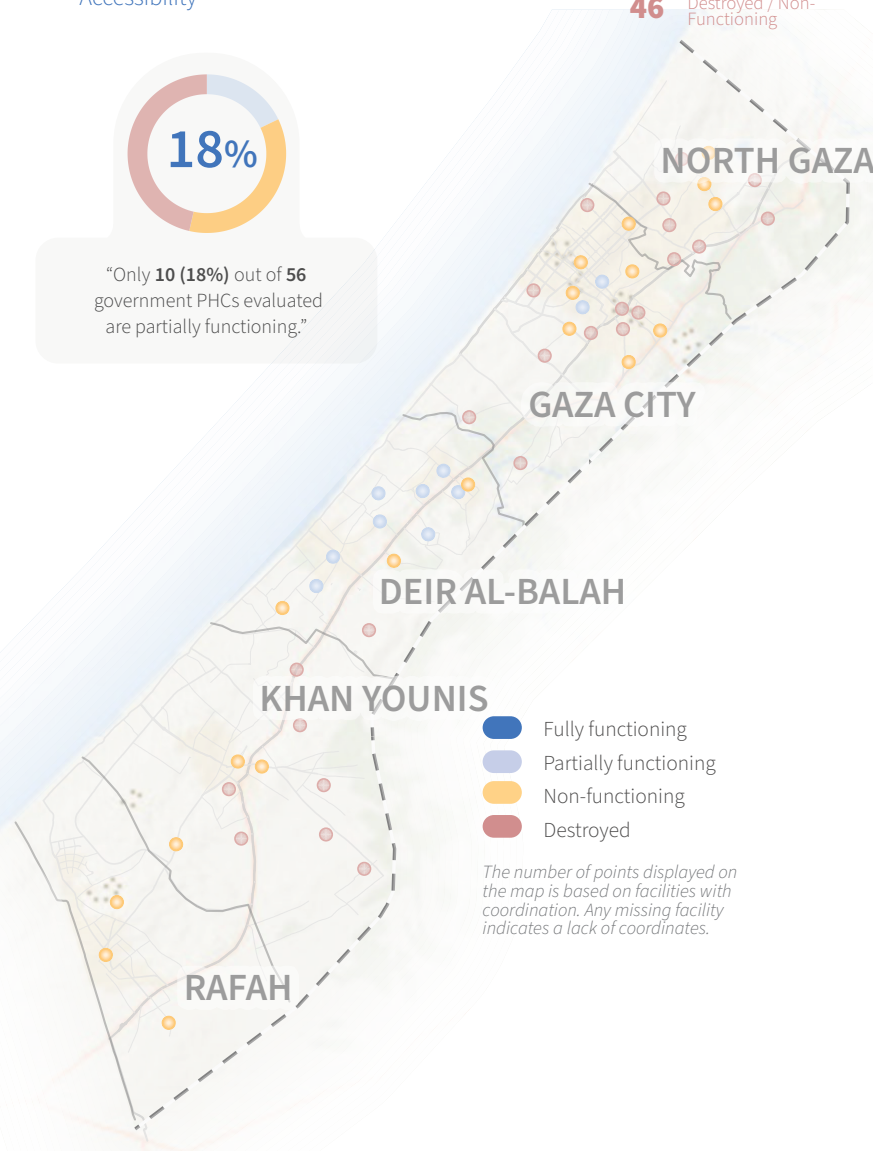 Accessibility
46
Destroyed / Non-
Functioning
18%
“Only 10 (18%) out of 56
government PHCs evaluated
are partially functioning.”
NORTH GAZA
GAZA CITY
DEIR AL-BALAH
KHAN YOUNIS
RAFAH
Fully functioning
Partially functioning
Non-functioning
Destroyed
The number of points displayed on
the map is based on facilities with
coordination. Any missing facility
indicates a lack of coordinates.